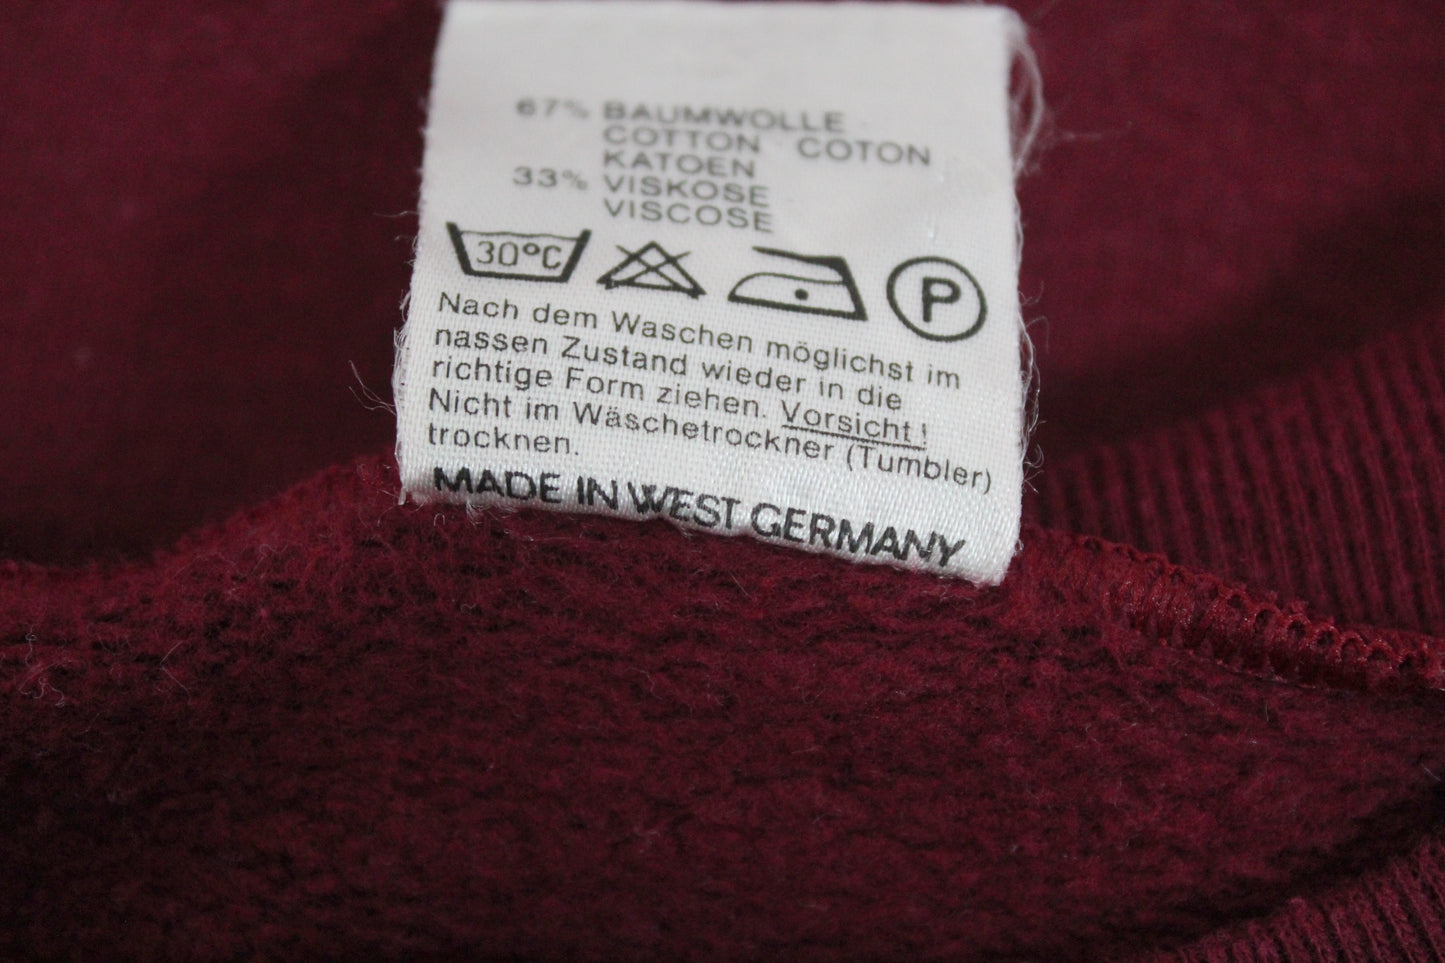 67% BAUMWOLLE
COTTON COTON
KATOEN
33% VISKOSE
VISCOSE
30°C P
Nach dem Waschen möglichst im
nassen Zustand wieder in die
richtige Form ziehen. Vorsicht!
Nicht im Wäschetrockner (Tumbler)
trocknen.
MADE IN WEST GERMANY